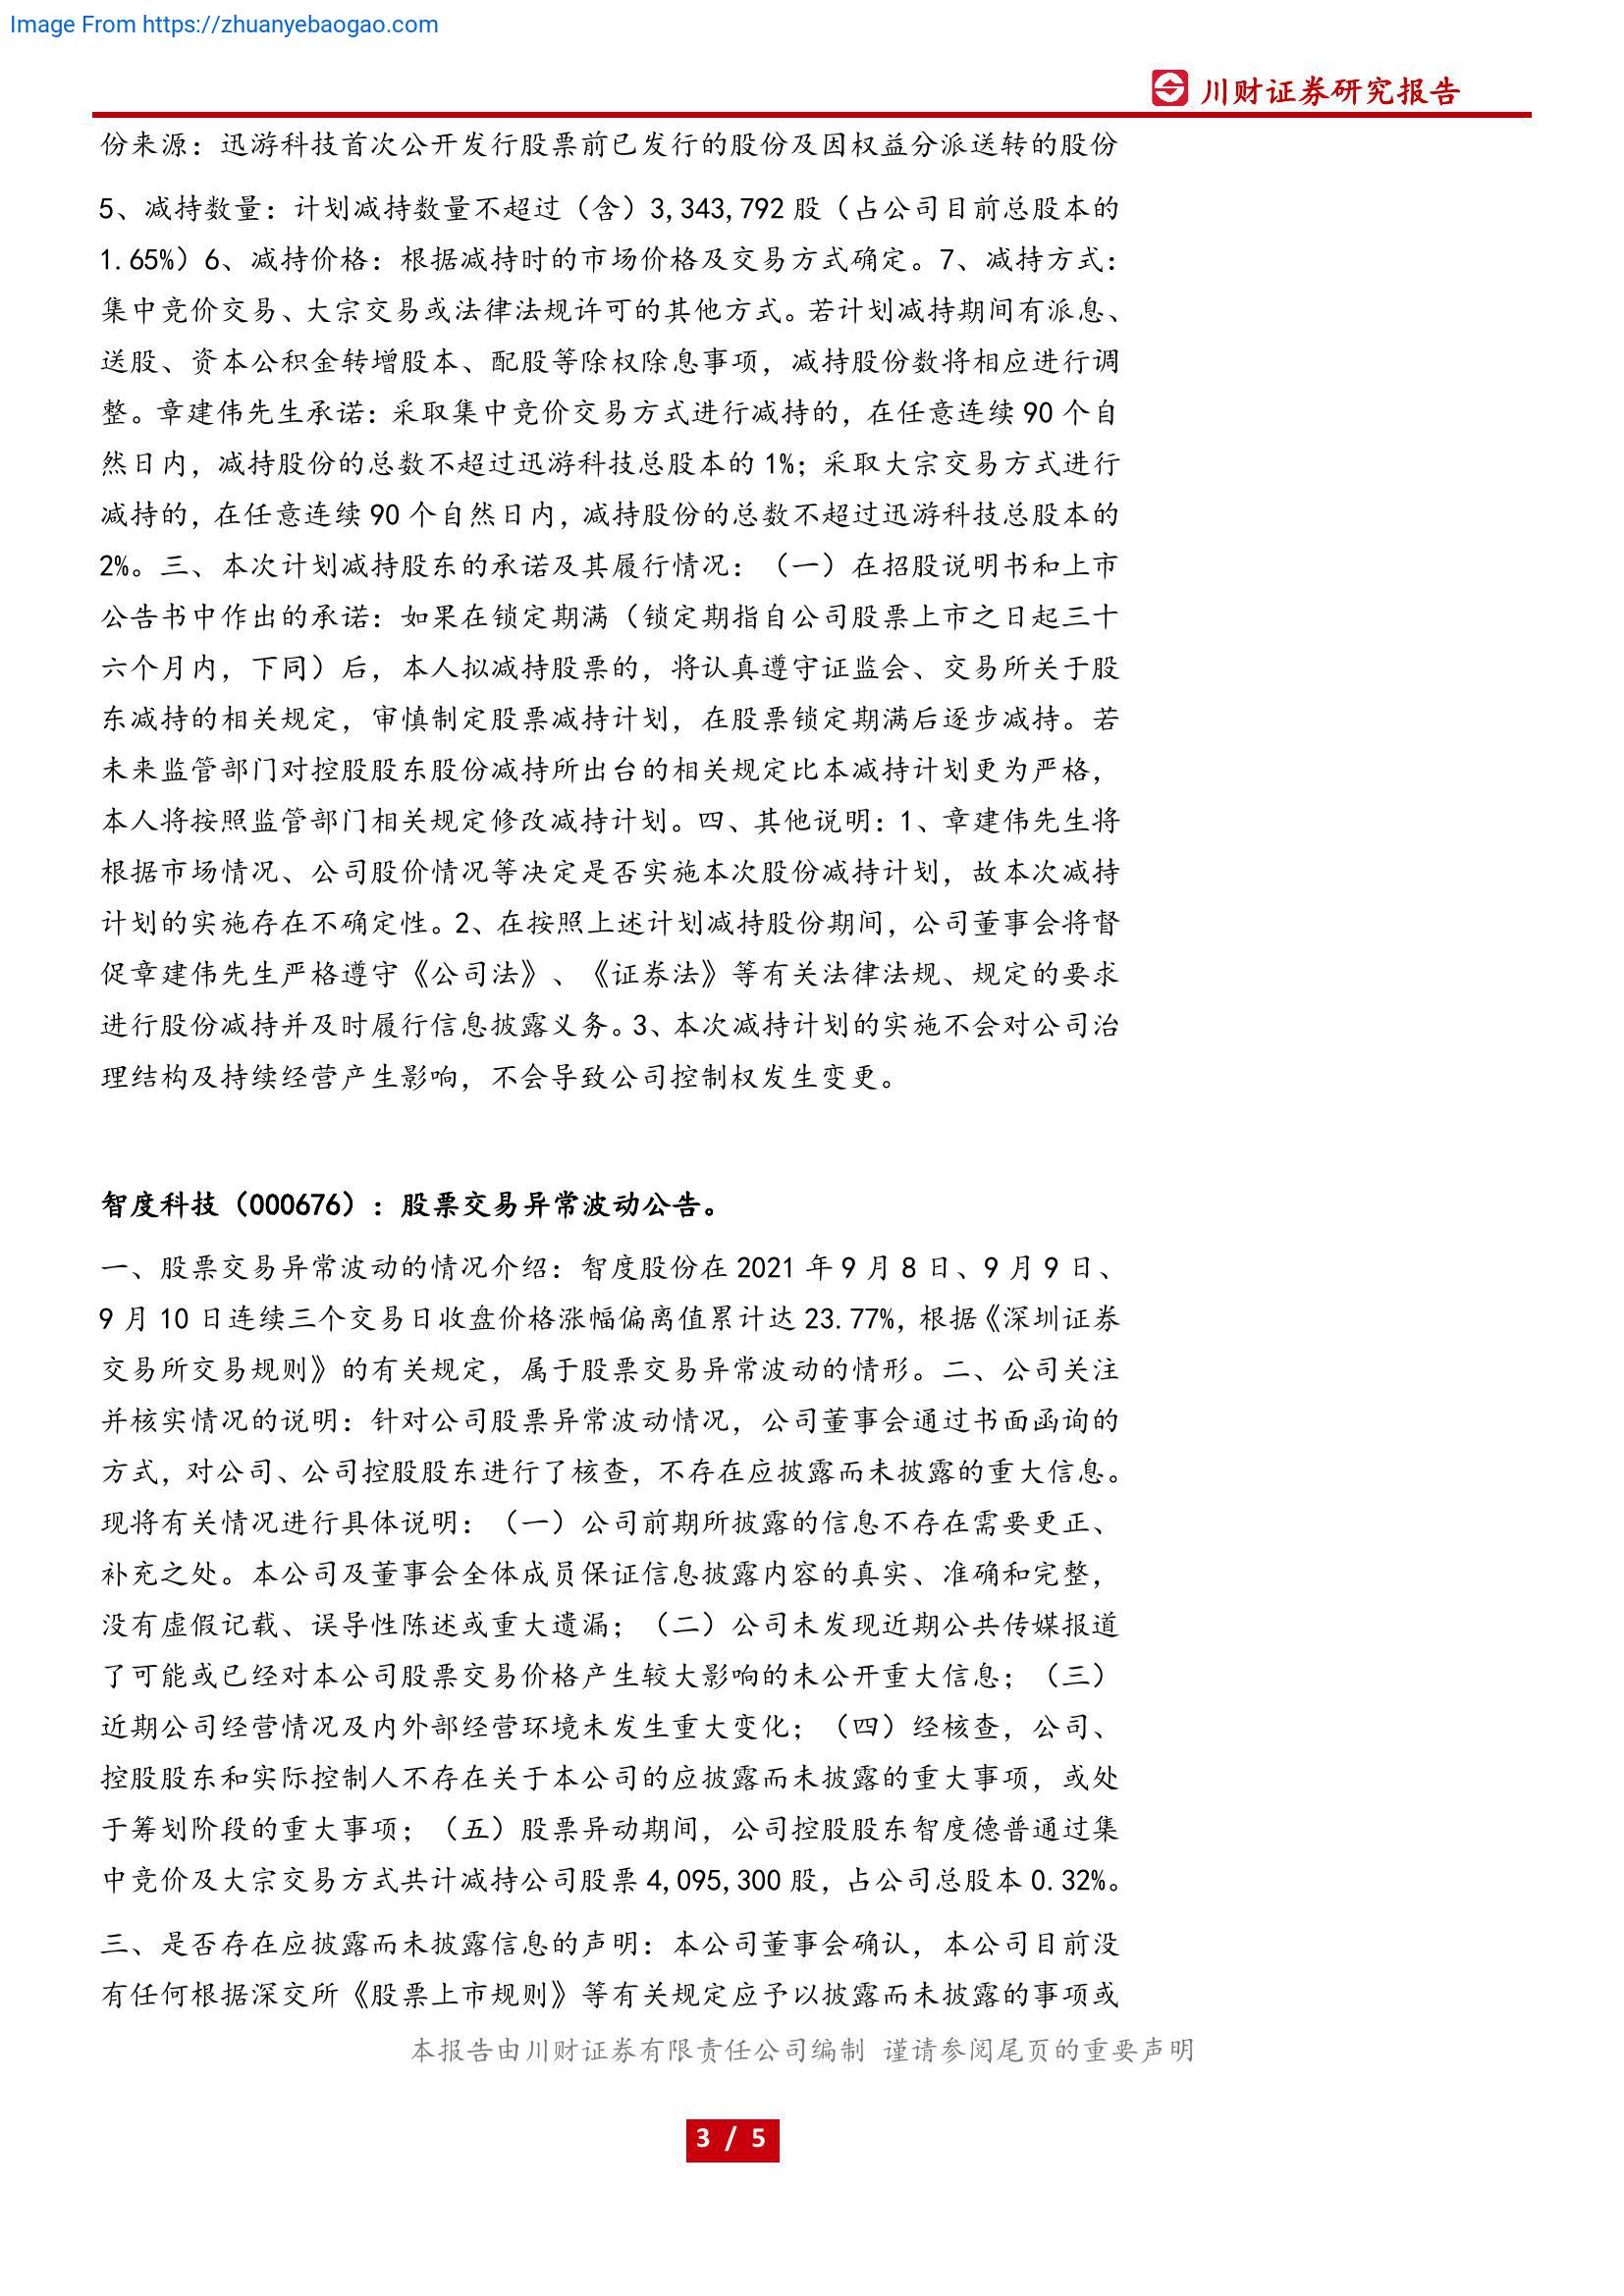 Image From https://zhuanyebaogao.com
川财证券研究报告
份来源：迅游科技首次公开发行股票前已发行的股份及因权益分派送转的股份
5、减持数量：计划减持数量不超过（含）3,343,792 股（占公司目前总股本的
1.65%）6、减持价格：根据减持时的市场价格及交易方式确定。7、减持方式：
集中竞价交易、大宗交易或法律法规许可的其他方式。若计划减持期间有派息、
送股、资本公积金转增股本、配股等除权除息事项，减持股份数将相应进行调
整。章建伟先生承诺：采取集中竞价交易方式进行减持的，在任意连续 90 个自
然日内，减持股份的总数不超过迅游科技总股本的 1%；采取大宗交易方式进行
减持的，在任意连续 90 个自然日内，减持股份的总数不超过迅游科技总股本的
2%。三、本次计划减持股东的承诺及其履行情况：（一）在招股说明书和上市
公告书中作出的承诺：如果在锁定期满（锁定期指自公司股票上市之日起三十
六个月内，下同）后，本人拟减持股票的，将认真遵守证监会、交易所关于股
东减持的相关规定，审慎制定股票减持计划，在股票锁定期满后逐步减持。若
未来监管部门对控股股东股份减持所出台的相关规定比本减持计划更为严格，
本人将按照监管部门相关规定修改减持计划。四、其他说明：1、章建伟先生将
根据市场情况、公司股价情况等决定是否实施本次股份减持计划，故本次减持
计划的实施存在不确定性。2、在按照上述计划减持股份期间，公司董事会将督
促章建伟先生严格遵守《公司法》、《证券法》等有关法律法规、规定的要求
进行股份减持并及时履行信息披露义务。3、本次减持计划的实施不会对公司治
理结构及持续经营产生影响，不会导致公司控制权发生变更。
智度科技（000676）：股票交易异常波动公告。
一、股票交易异常波动的情况介绍：智度股份在 2021 年 9 月 8 日、9 月 9 日、
9 月 10 日连续三个交易日收盘价格涨幅偏离值累计达 23.77%，根据《深圳证券
交易所交易规则》的有关规定，属于股票交易异常波动的情形。二、公司关注
并核实情况的说明：针对公司股票异常波动情况，公司董事会通过书面函询的
方式，对公司、公司控股股东进行了核查，不存在应披露而未披露的重大信息。
现将有关情况进行具体说明：（一）公司前期所披露的信息不存在需要更正、
补充之处。本公司及董事会全体成员保证信息披露内容的真实、准确和完整，
没有虚假记载、误导性陈述或重大遗漏；（二）公司未发现近期公共传媒报道
了可能或已经对本公司股票交易价格产生较大影响的未公开重大信息；（三）
近期公司经营情况及内外部经营环境未发生重大变化；（四）经核查，公司、
控股股东和实际控制人不存在关于本公司的应披露而未披露的重大事项，或处
于筹划阶段的重大事项；（五）股票异动期间，公司控股股东智度德普通过集
中竞价及大宗交易方式共计减持公司股票 4,095,300 股，占公司总股本 0.32%。
三、是否存在应披露而未披露信息的声明：本公司董事会确认，本公司目前没
有任何根据深交所《股票上市规则》等有关规定应予以披露而未披露的事项或
本报告由川财证券有限责任公司编制 谨请参阅尾页的重要声明
3 / 5